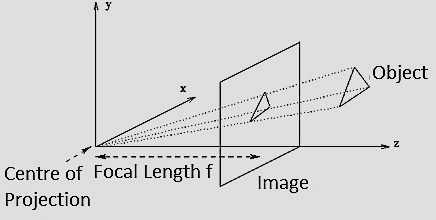 y
x
Object
z
Centre of
Projection
Focal Length f
Image